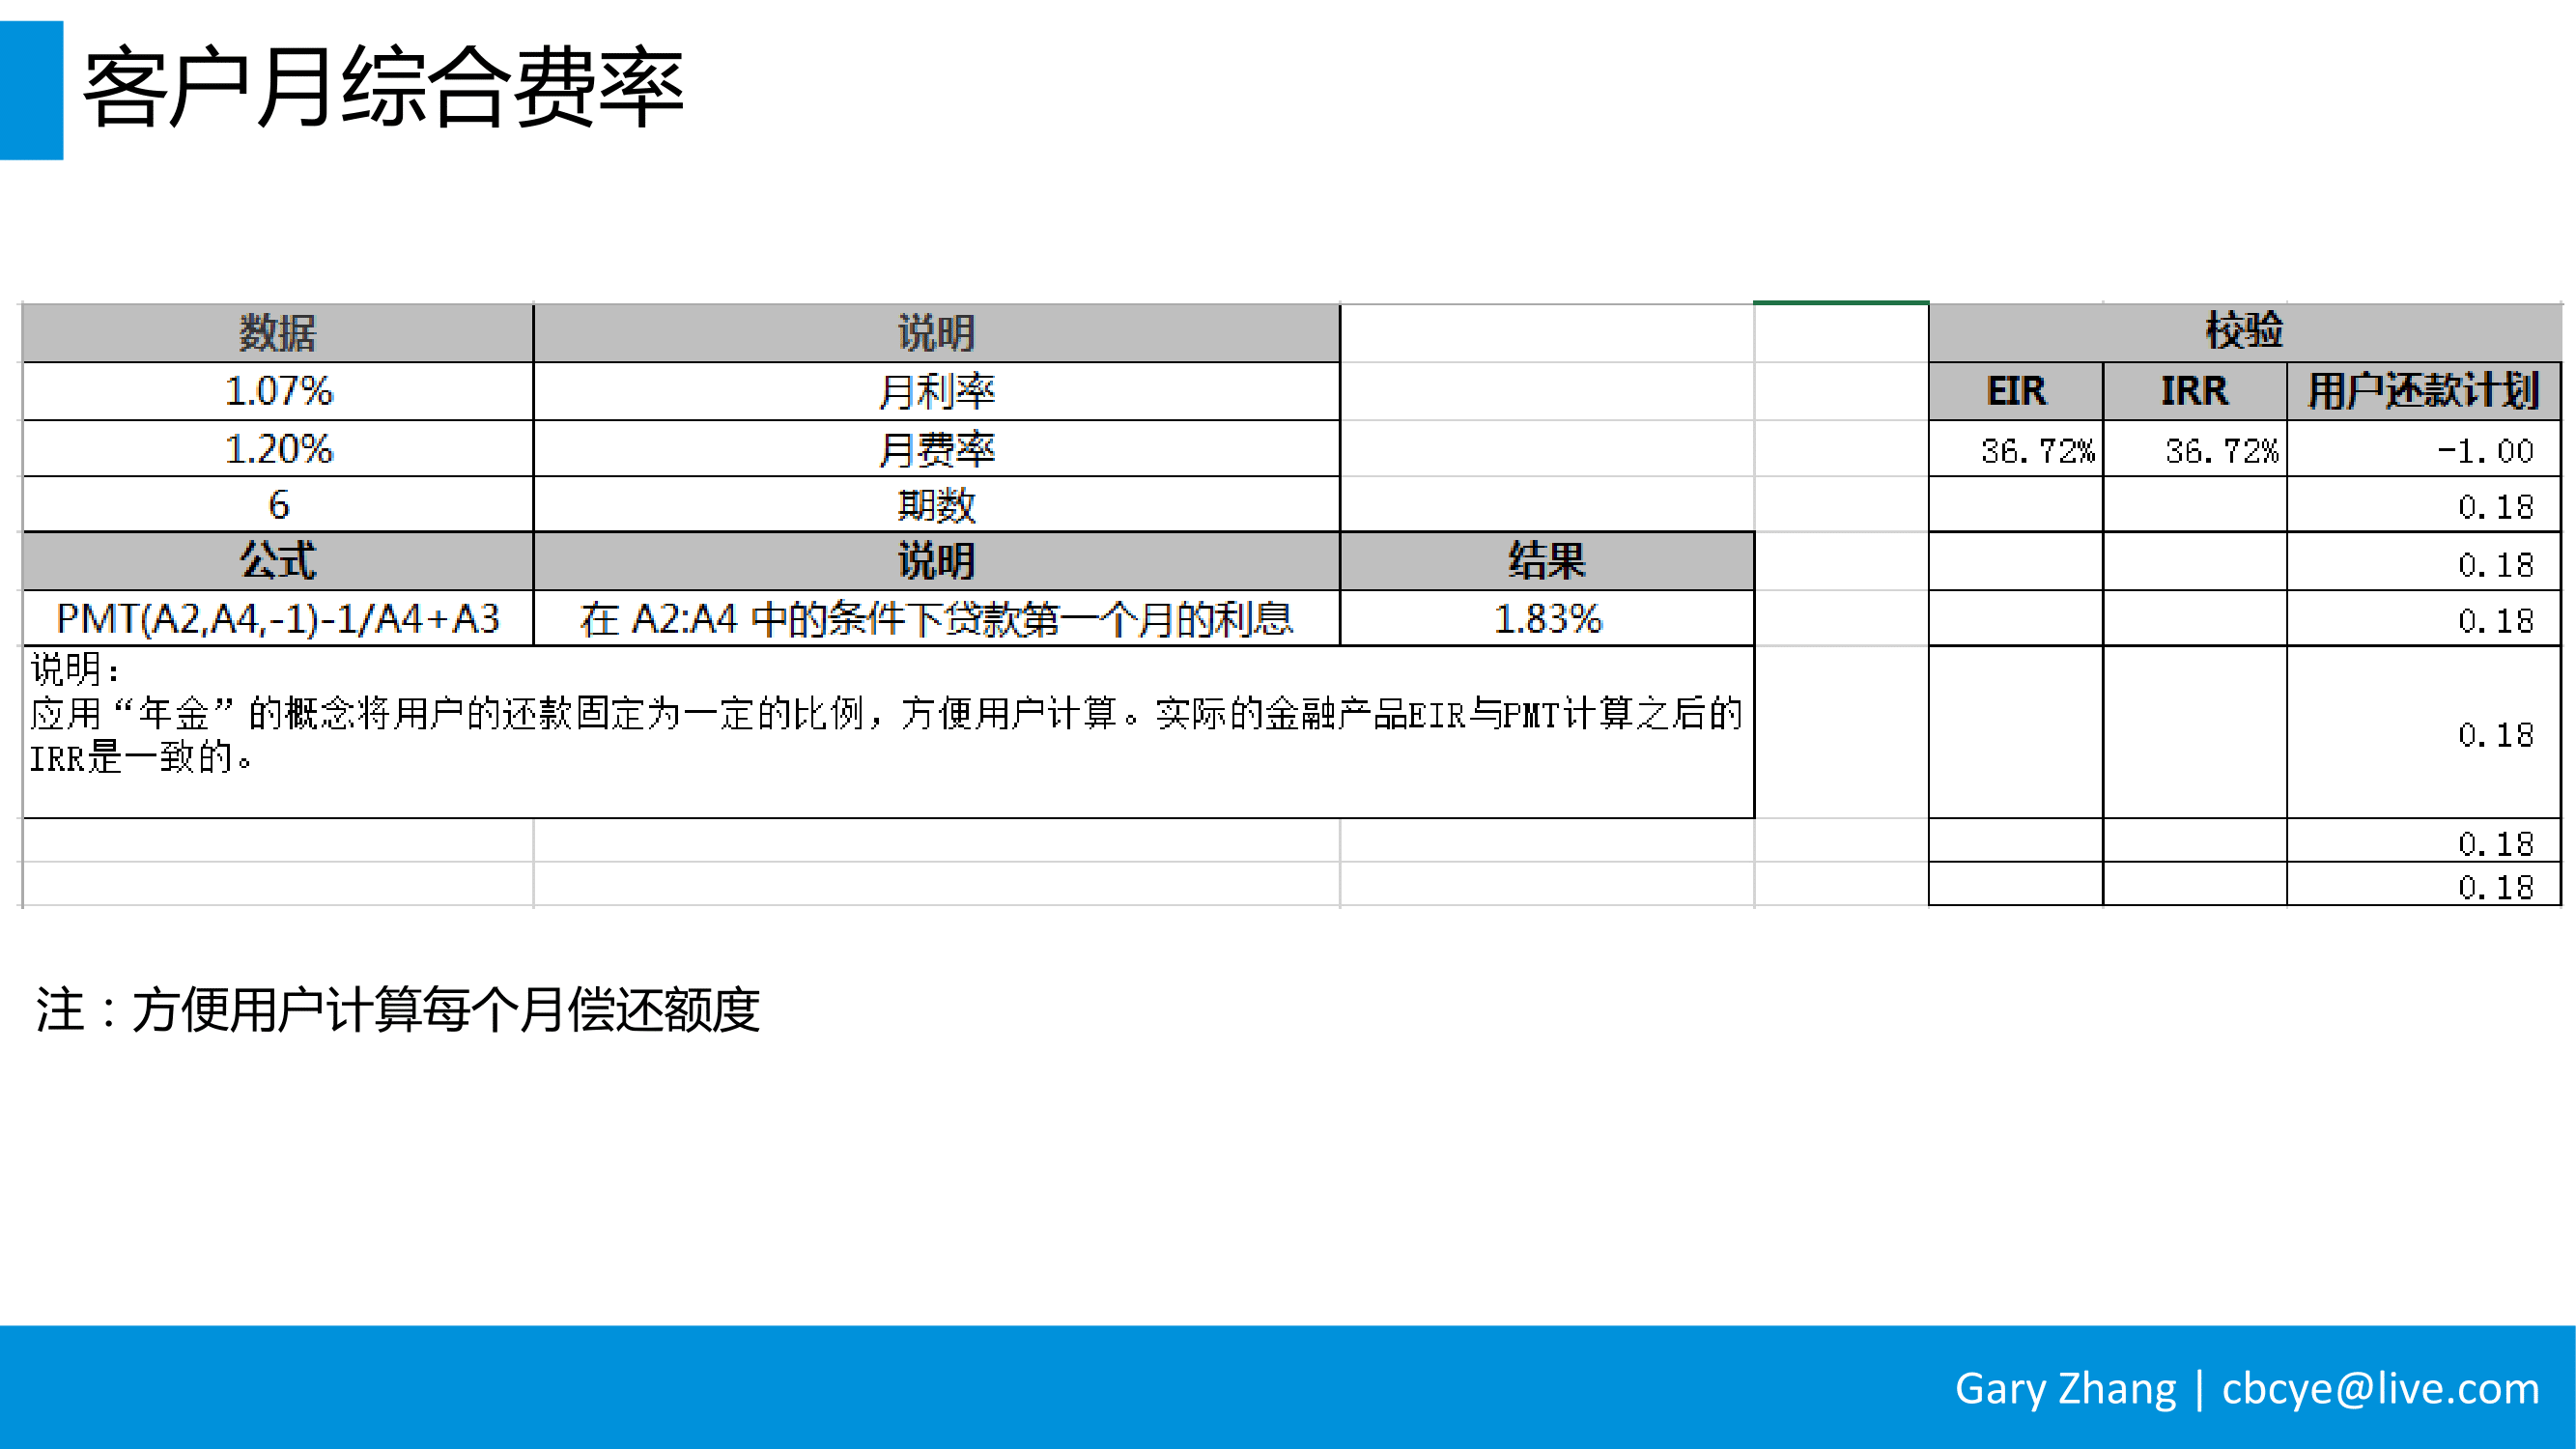 客户月综合费率
数据 说明 校验
1.07% 月利率 EIR IRR 用户还款计划
1.20% 月费率 36.72% 36.72% -1.00
6 期数 0.18
公式 说明 结果 0.18
PMT(A2,A4,-1)-1/A4+A3 在 A2:A4 中的条件下贷款第一个月的利息 1.83% 0.18
说明：
应用“年金”的概念将用户的还款固定为一定的比例，方便用户计算。实际的金融产品EIR与PMT计算之后的
IRR是一致的。
0.18
0.18
0.18
注：方便用户计算每个月偿还额度
Gary Zhang | cbcye@live.com